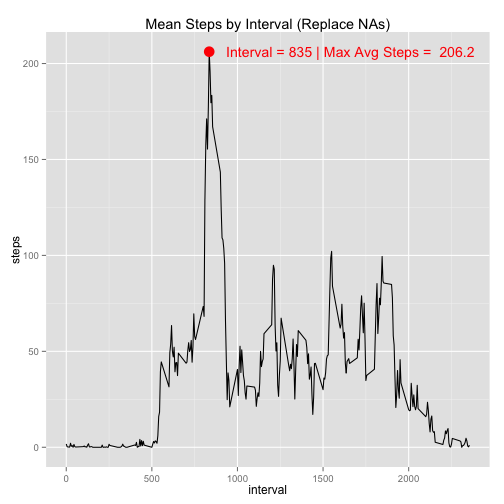 Mean Steps by Interval (Replace NAs)
Interval = 835 | Max Avg Steps =  206.2
200
150
100
50
0
steps
0 500 1000 1500 2000
interval